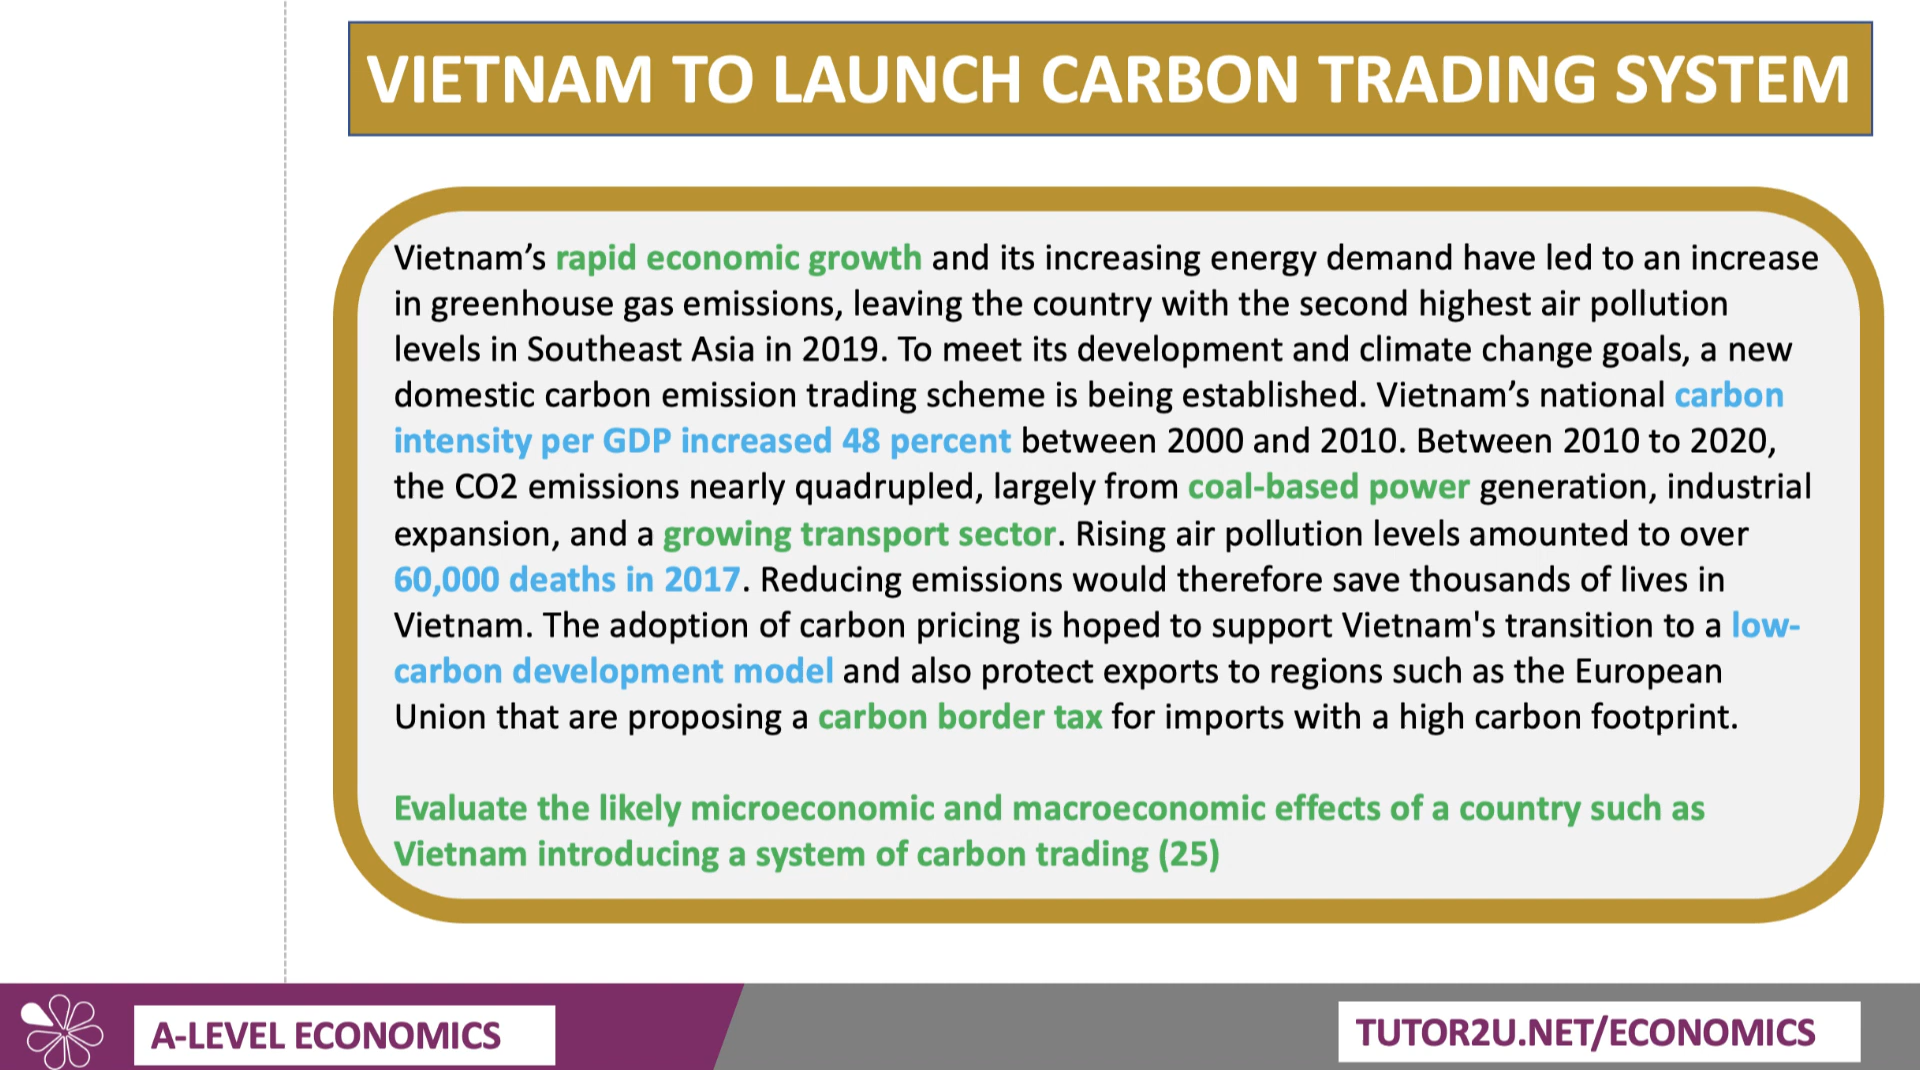 VIETNAM TO LAUNCH CARBON TRADING SYSTEM
Vietnam’s rapid economic growth and its increasing energy demand have led to an increase
in greenhouse gas emissions, leaving the country with the second highest air pollution
levels in Southeast Asia in 2019. To meet its development and climate change goals, a new
domestic carbon emission trading scheme is being established. Vietnam’s national carbon
intensity per GDP increased 48 percent between 2000 and 2010. Between 2010 to 2020,
the CO2 emissions nearly quadrupled, largely from coal-based power generation, industrial
expansion, and a growing transport sector. Rising air pollution levels amounted to over
60,000 deaths in 2017. Reducing emissions would therefore save thousands of lives in
Vietnam. The adoption of carbon pricing is hoped to support Vietnam's transition to a low-
carbon development model and also protect exports to regions such as the European
Union that are proposing a carbon border tax for imports with a high carbon footprint.
Evaluate the likely microeconomic and macroeconomic effects of a country such as
Vietnam introducing a system of carbon trading (25)
A-LEVEL ECONOMICS
TUTOR2U.NET/ECONOMICS